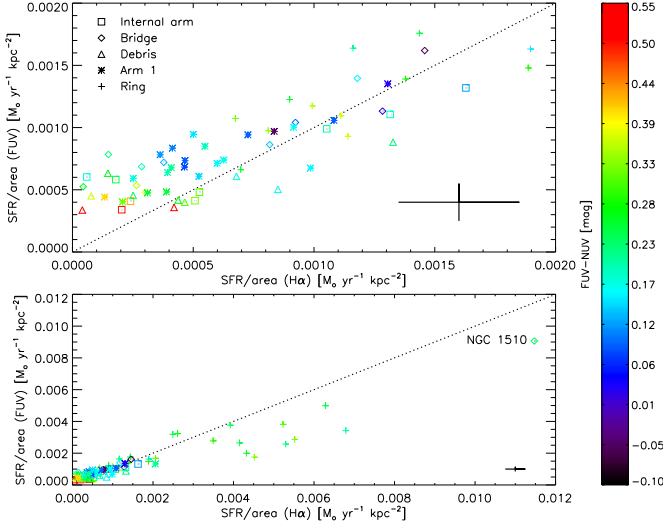 Internal arm
Bridge
Debris
Arm 1
Ring
SFR/area (FUV) [M₀ yr⁻¹ kpc⁻²]
0.0020
0.0015
0.0010
0.0005
0.0000
0.0000 0.0005 0.0010 0.0015 0.0020
SFR/area (Hα) [M₀ yr⁻¹ kpc⁻²]
SFR/area (FUV) [M₀ yr⁻¹ kpc⁻²]
0.012
0.010
0.008
0.006
0.004
0.002
0.000
NGC 1510
0.000 0.002 0.004 0.006 0.008 0.010 0.012
SFR/area (Hα) [M₀ yr⁻¹ kpc⁻²]
FUV−NUV [mag]
0.55
0.50
0.44
0.39
0.33
0.28
0.23
0.17
0.12
0.06
0.01
−0.05
−0.10